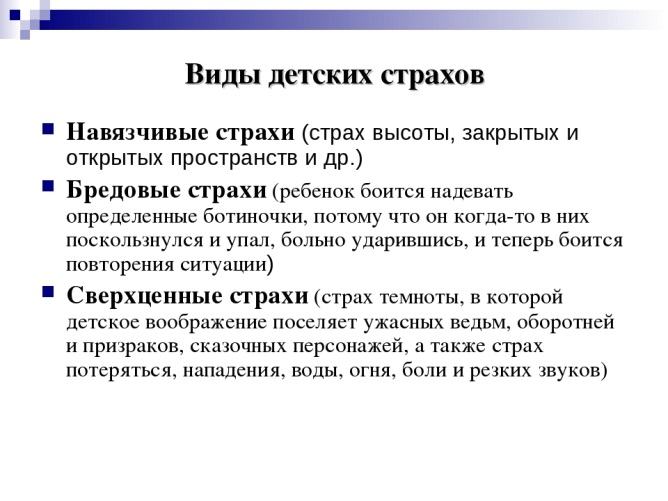 Виды детских страхов
Навязчивые страхи (страх высоты, закрытых и
открытых пространств и др.)
Бредовые страхи (ребенок боится надевать
определенные ботиночки, потому что он когда-то в них
поскользнулся и упал, больно ударившись, и теперь боится
повторения ситуации)
Сверхценные страхи (страх темноты, в которой
детское воображение поселяет ужасных ведьм, оборотней
и призраков, сказочных персонажей, а также страх
потеряться, нападения, воды, огня, боли и резких звуков)